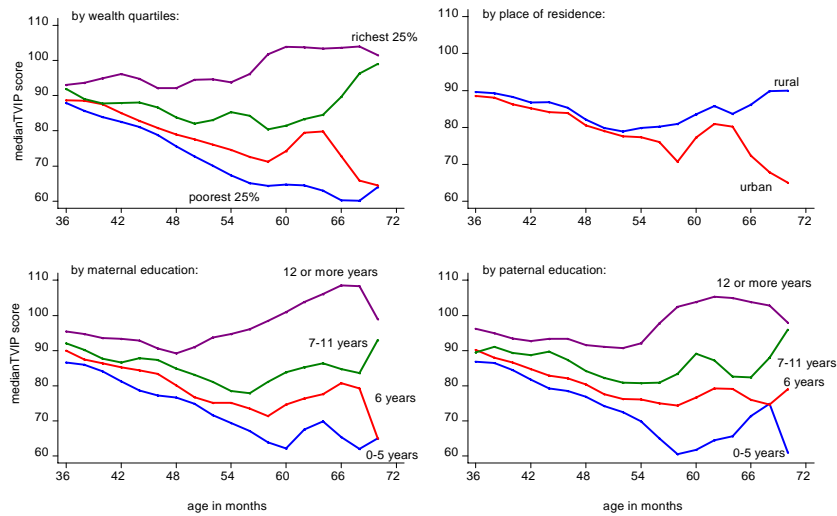 by wealth quartiles:
medianTVIP score
110
100
90
80
70
60
richest 25%
poorest 25%
36 42 48 54 60 66 72
by place of residence:
110
100
90
80
70
60
rural
urban
36 42 48 54 60 66 72
by maternal education:
medianTVIP score
110
100
90
80
70
60
12 or more years
7-11 years
6 years
0-5 years
36 42 48 54 60 66 72
age in months
by paternal education:
110
100
90
80
70
60
12 or more years
7-11 years
6 years
0-5 years
36 42 48 54 60 66 72
age in months